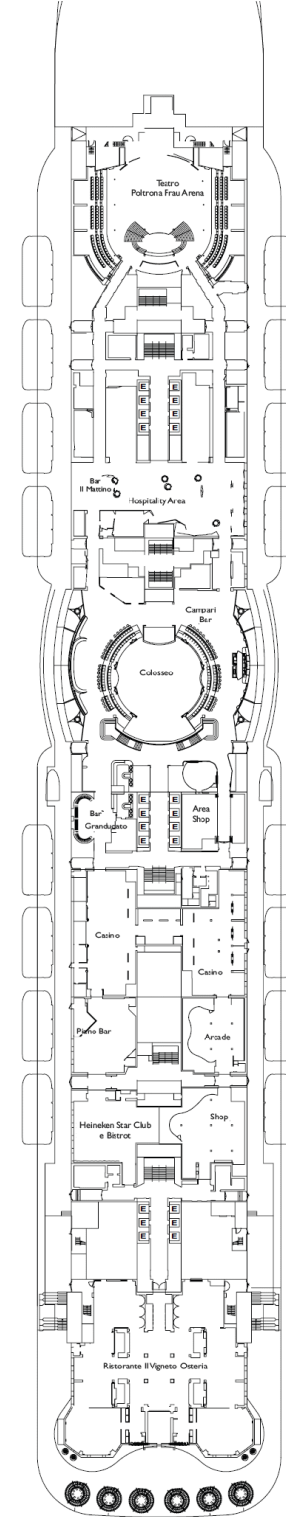 Teatro
Poltrona Frau Arena
Bar
Il Mattino
Hospitality Area
Campari
Bar
Colosseo
Bar
Granducato
Area
Shop
Casino
Casino
Piano Bar
Arcade
Heineken Star Club
e Bistrot
Shop
Ristorante Il Vigneto Osteria